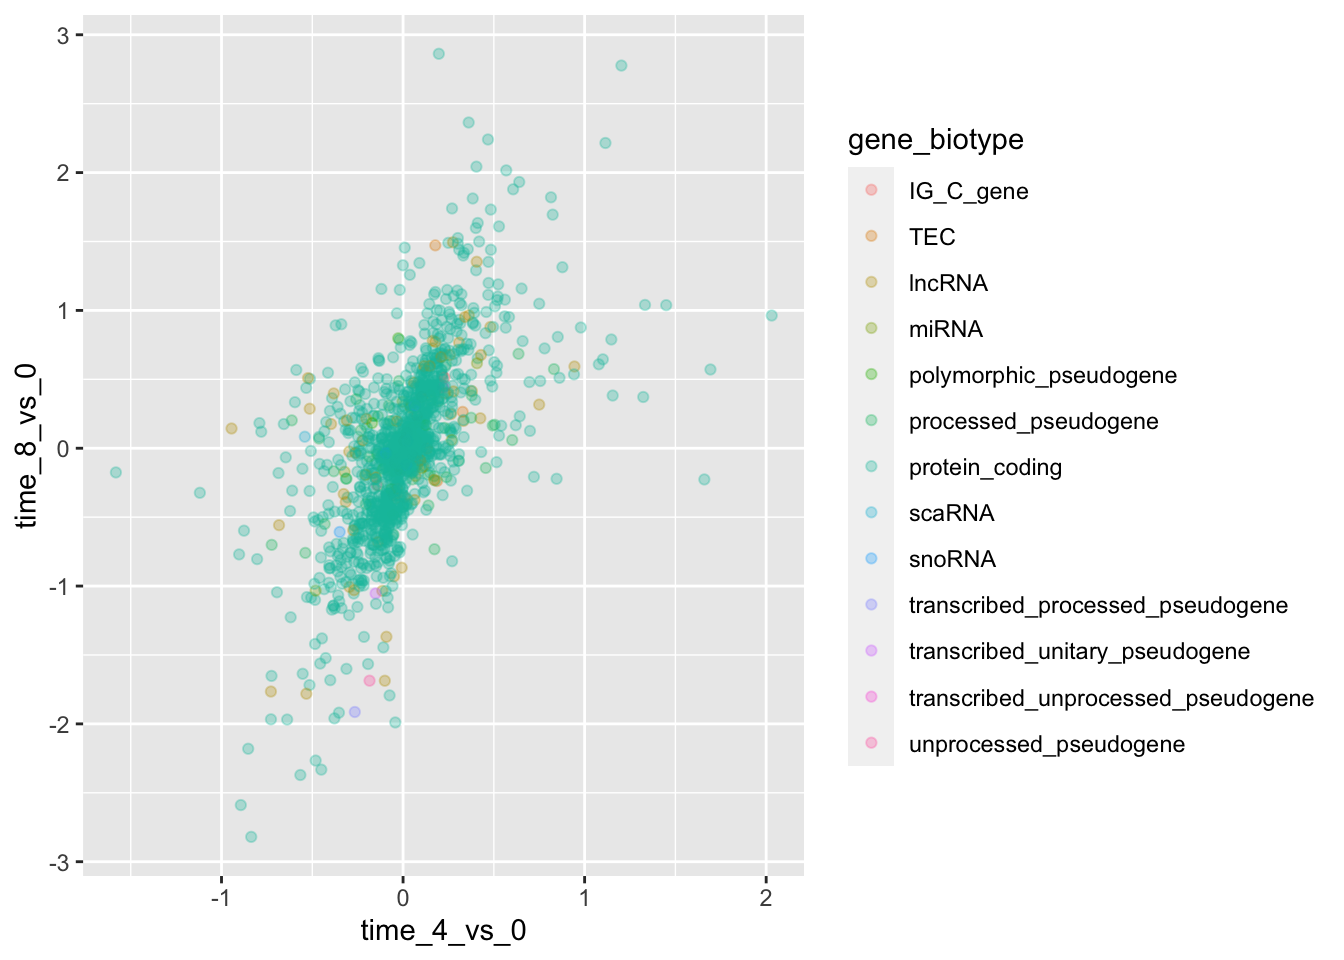 3
2
1
0
-1
-2
-3
time_8_vs_0
-1
0
1
2
time_4_vs_0
gene_biotype
IG_C_gene
TEC
lncRNA
miRNA
polymorphic_pseudogene
processed_pseudogene
protein_coding
scaRNA
snoRNA
transcribed_processed_pseudogene
transcribed_unitary_pseudogene
transcribed_unprocessed_pseudogene
unprocessed_pseudogene